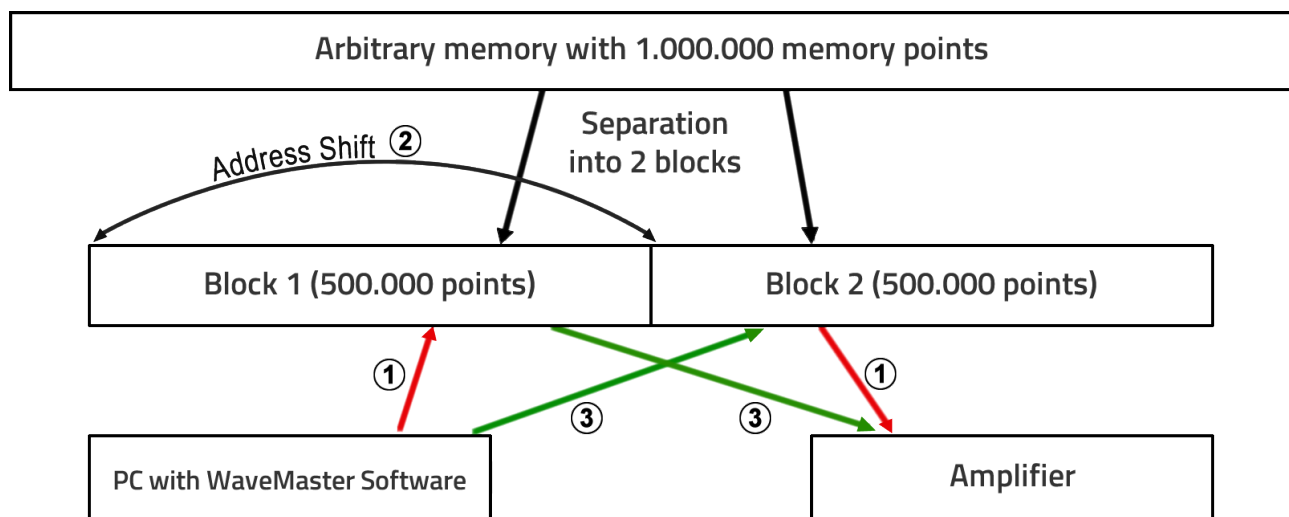 Arbitrary memory with 1.000.000 memory points
Separation
into 2 blocks
Address Shift ②
Block 1 (500.000 points)
Block 2 (500.000 points)
①
①
③
③
PC with WaveMaster Software
Amplifier